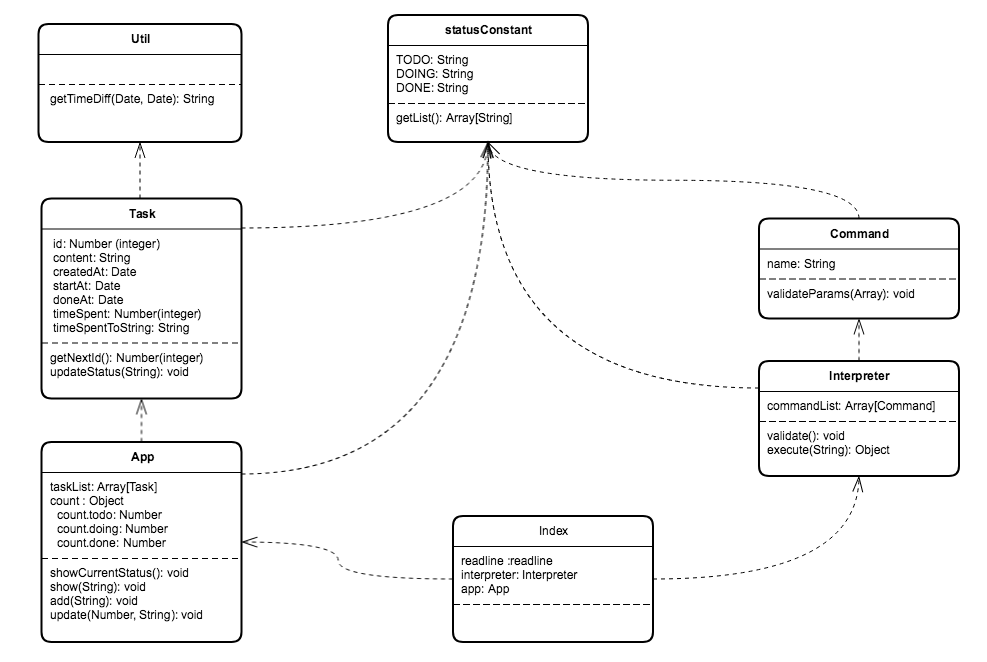 Util
getTimeDiff(Date, Date): String
statusConstant
TODO: String
DOING: String
DONE: String
getList(): Array[String]
Task
id: Number (integer)
content: String
createdAt: Date
startAt: Date
doneAt: Date
timeSpent: Number(integer)
timeSpentToString: String
getNextId(): Number(integer)
updateStatus(String): void
Command
name: String
validateParams(Array): void
Interpreter
commandList: Array[Command]
validate(): void
execute(String): Object
App
taskList: Array[Task]
count : Object
count.todo: Number
count.doing: Number
count.done: Number
showCurrentStatus(): void
show(String): void
add(String): void
update(Number, String): void
Index
readline :readline
interpreter: Interpreter
app: App